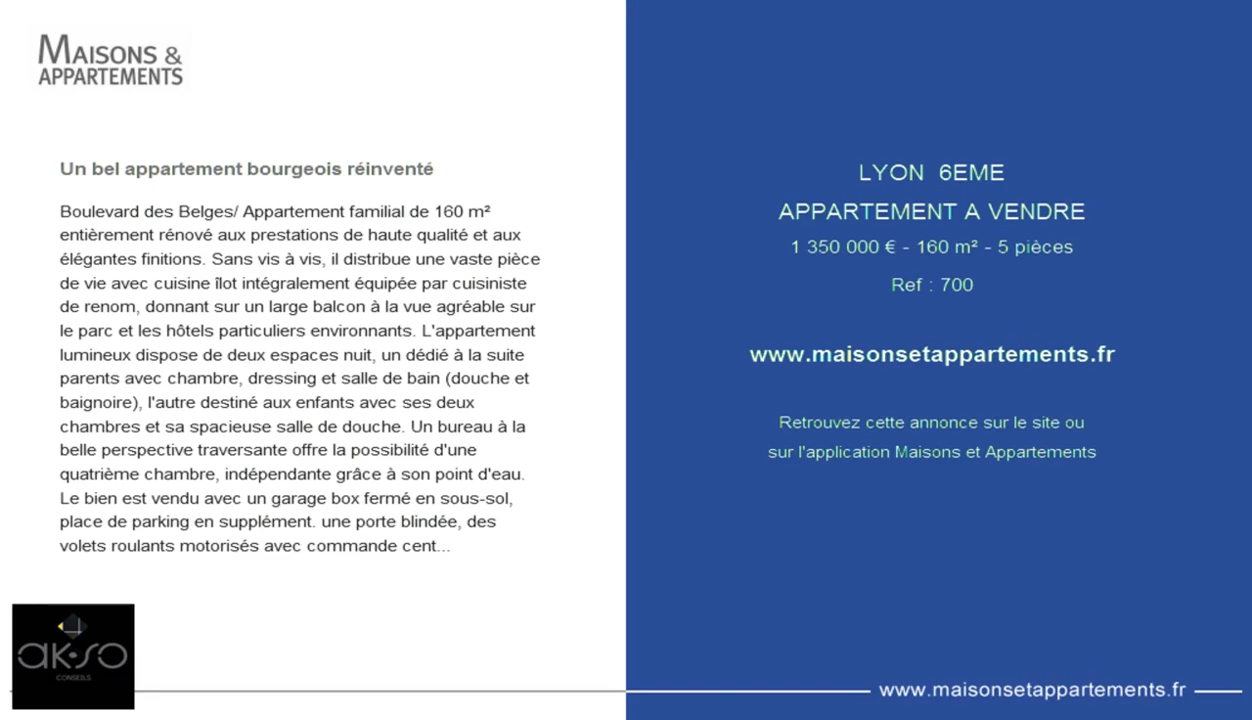 MAISONS &
APPARTEMENTS
Un bel appartement bourgeois réinventé
Boulevard des Belges/ Appartement familial de 160 m²
entièrement rénové aux prestations de haute qualité et aux
élégantes finitions. Sans vis à vis, il distribue une vaste pièce
de vie avec cuisine îlot intégralement équipée par cuisiniste
de renom, donnant sur un large balcon à la vue agréable sur
le parc et les hôtels particuliers environnants. L'appartement
lumineux dispose de deux espaces nuit, un dédié à la suite
parents avec chambre, dressing et salle de bain (douche et
baignoire), l'autre destiné aux enfants avec ses deux
chambres et sa spacieuse salle de douche. Un bureau à la
belle perspective traversante offre la possibilité d'une
quatrième chambre, indépendante grâce à son point d'eau.
Le bien est vendu avec un garage box fermé en sous-sol,
place de parking en supplément. une porte blindée, des
volets roulants motorisés avec commande cent...
ak·so
CONSEILS
LYON 6EME
APPARTEMENT A VENDRE
1 350 000 € - 160 m² - 5 pièces
Ref : 700
www.maisonsetappartements.fr
Retrouvez cette annonce sur le site ou
sur l'application Maisons et Appartements
www.maisonsetappartements.fr